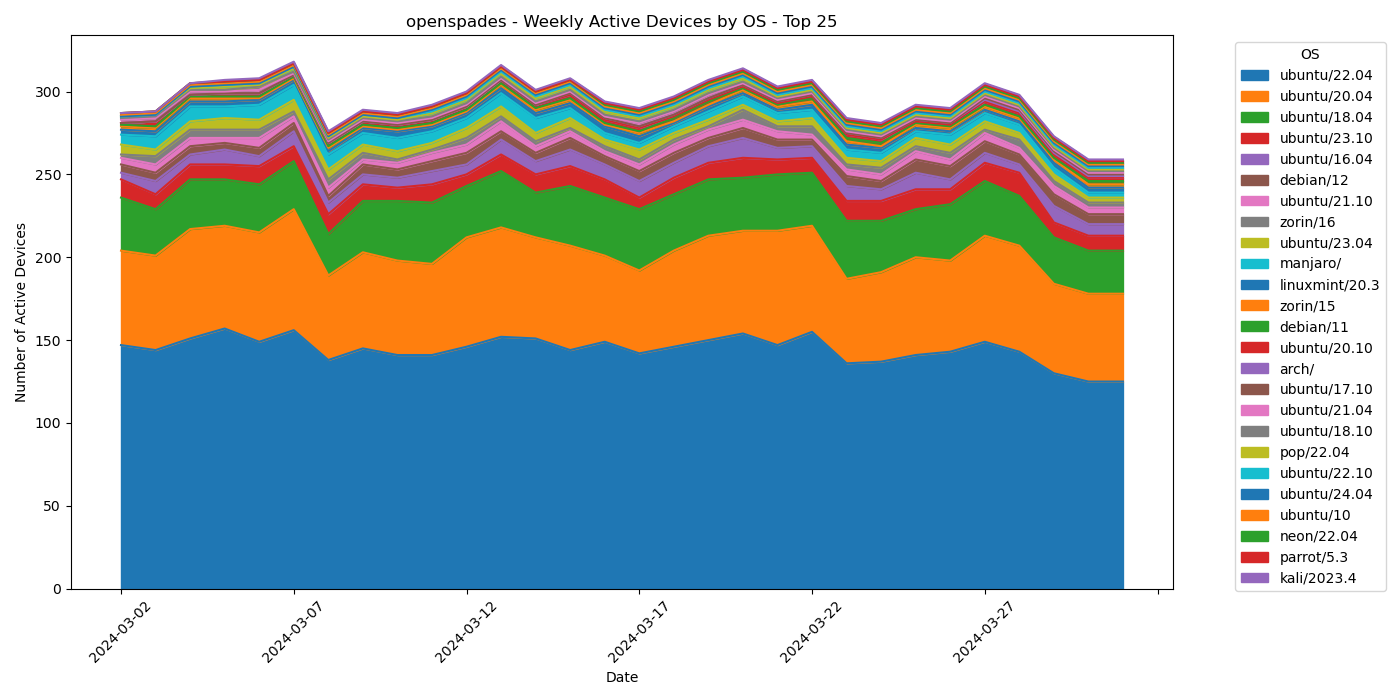 openspades - Weekly Active Devices by OS - Top 25
Number of Active Devices
300
250
200
150
100
50
0
2024-03-02
2024-03-07
2024-03-12
2024-03-17
2024-03-22
2024-03-27
Date
OS
ubuntu/22.04
ubuntu/20.04
ubuntu/18.04
ubuntu/23.10
ubuntu/16.04
debian/12
ubuntu/21.10
zorin/16
ubuntu/23.04
manjaro/
linuxmint/20.3
zorin/15
debian/11
ubuntu/20.10
arch/
ubuntu/17.10
ubuntu/21.04
ubuntu/18.10
pop/22.04
ubuntu/22.10
ubuntu/24.04
ubuntu/10
neon/22.04
parrot/5.3
kali/2023.4